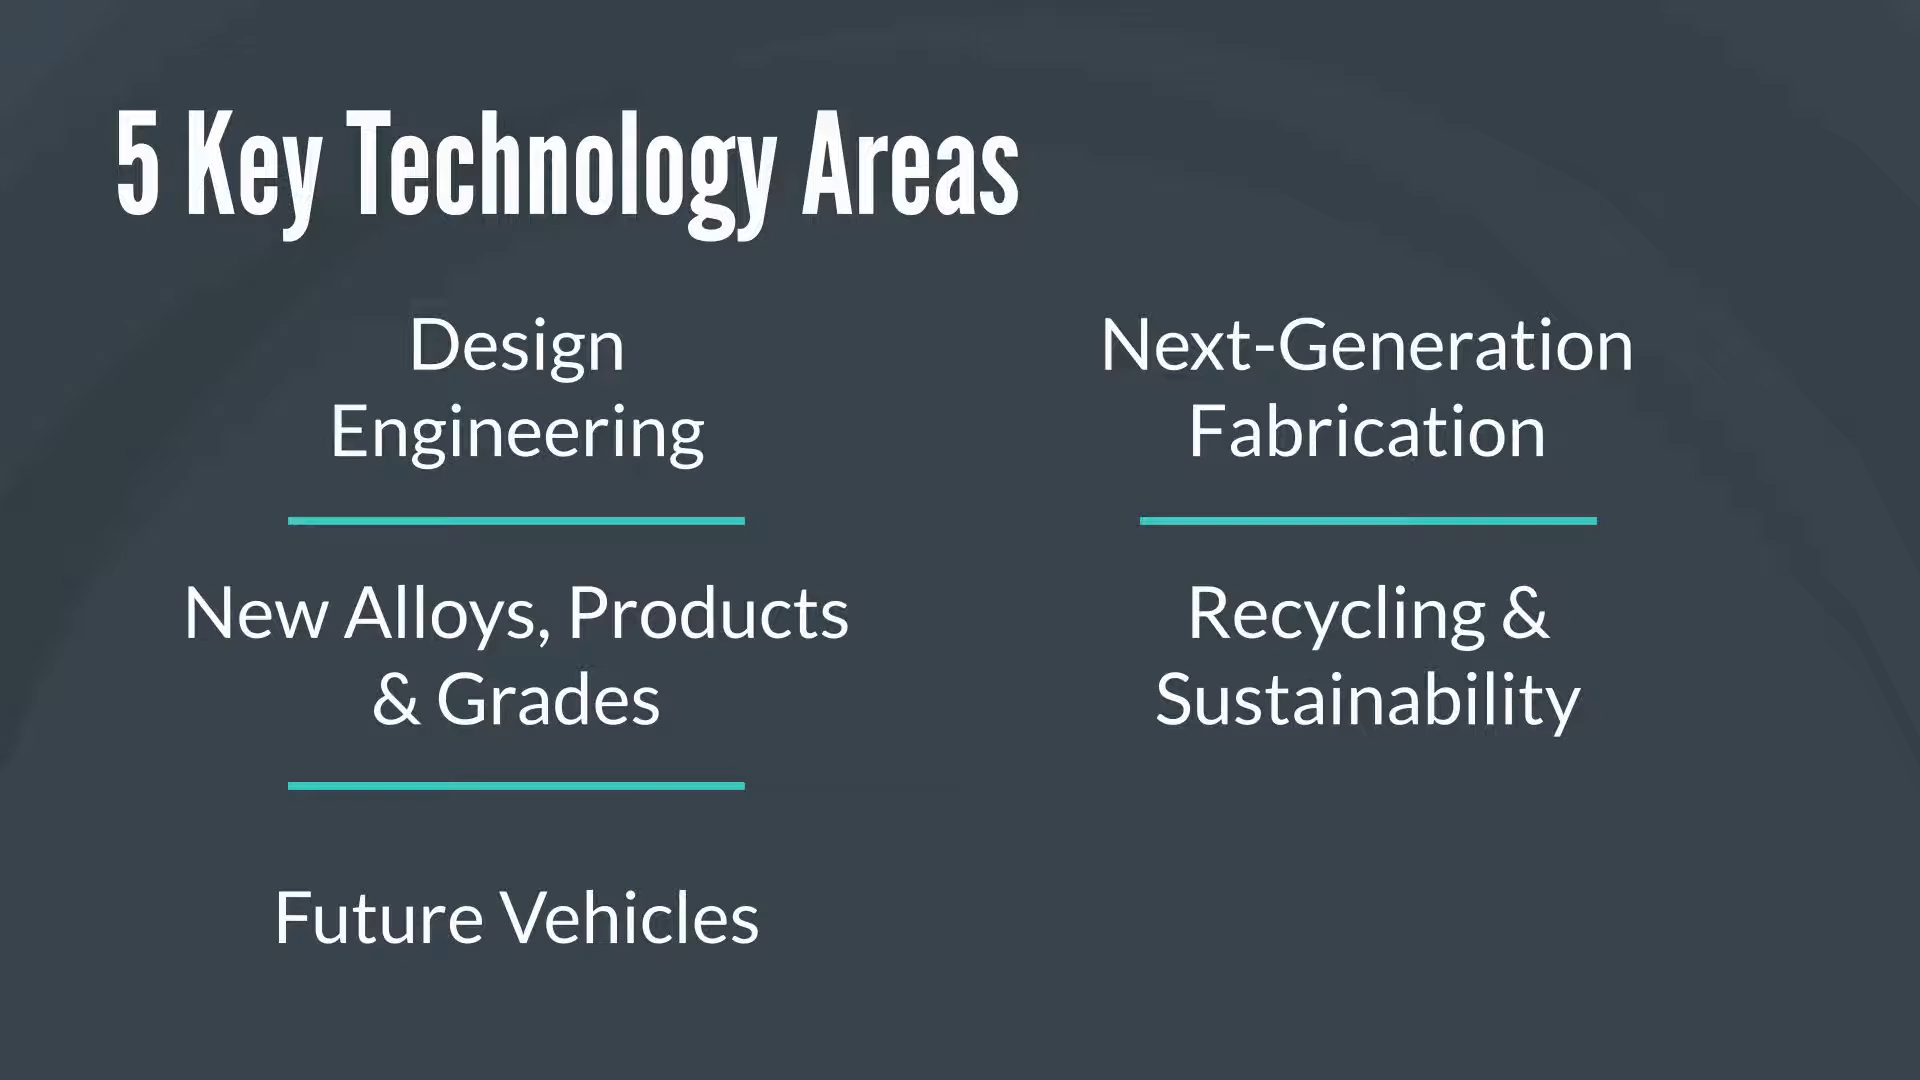 5 Key Technology Areas
Design
Engineering
New Alloys, Products
& Grades
Future Vehicles
Next-Generation
Fabrication
Recycling &
Sustainability